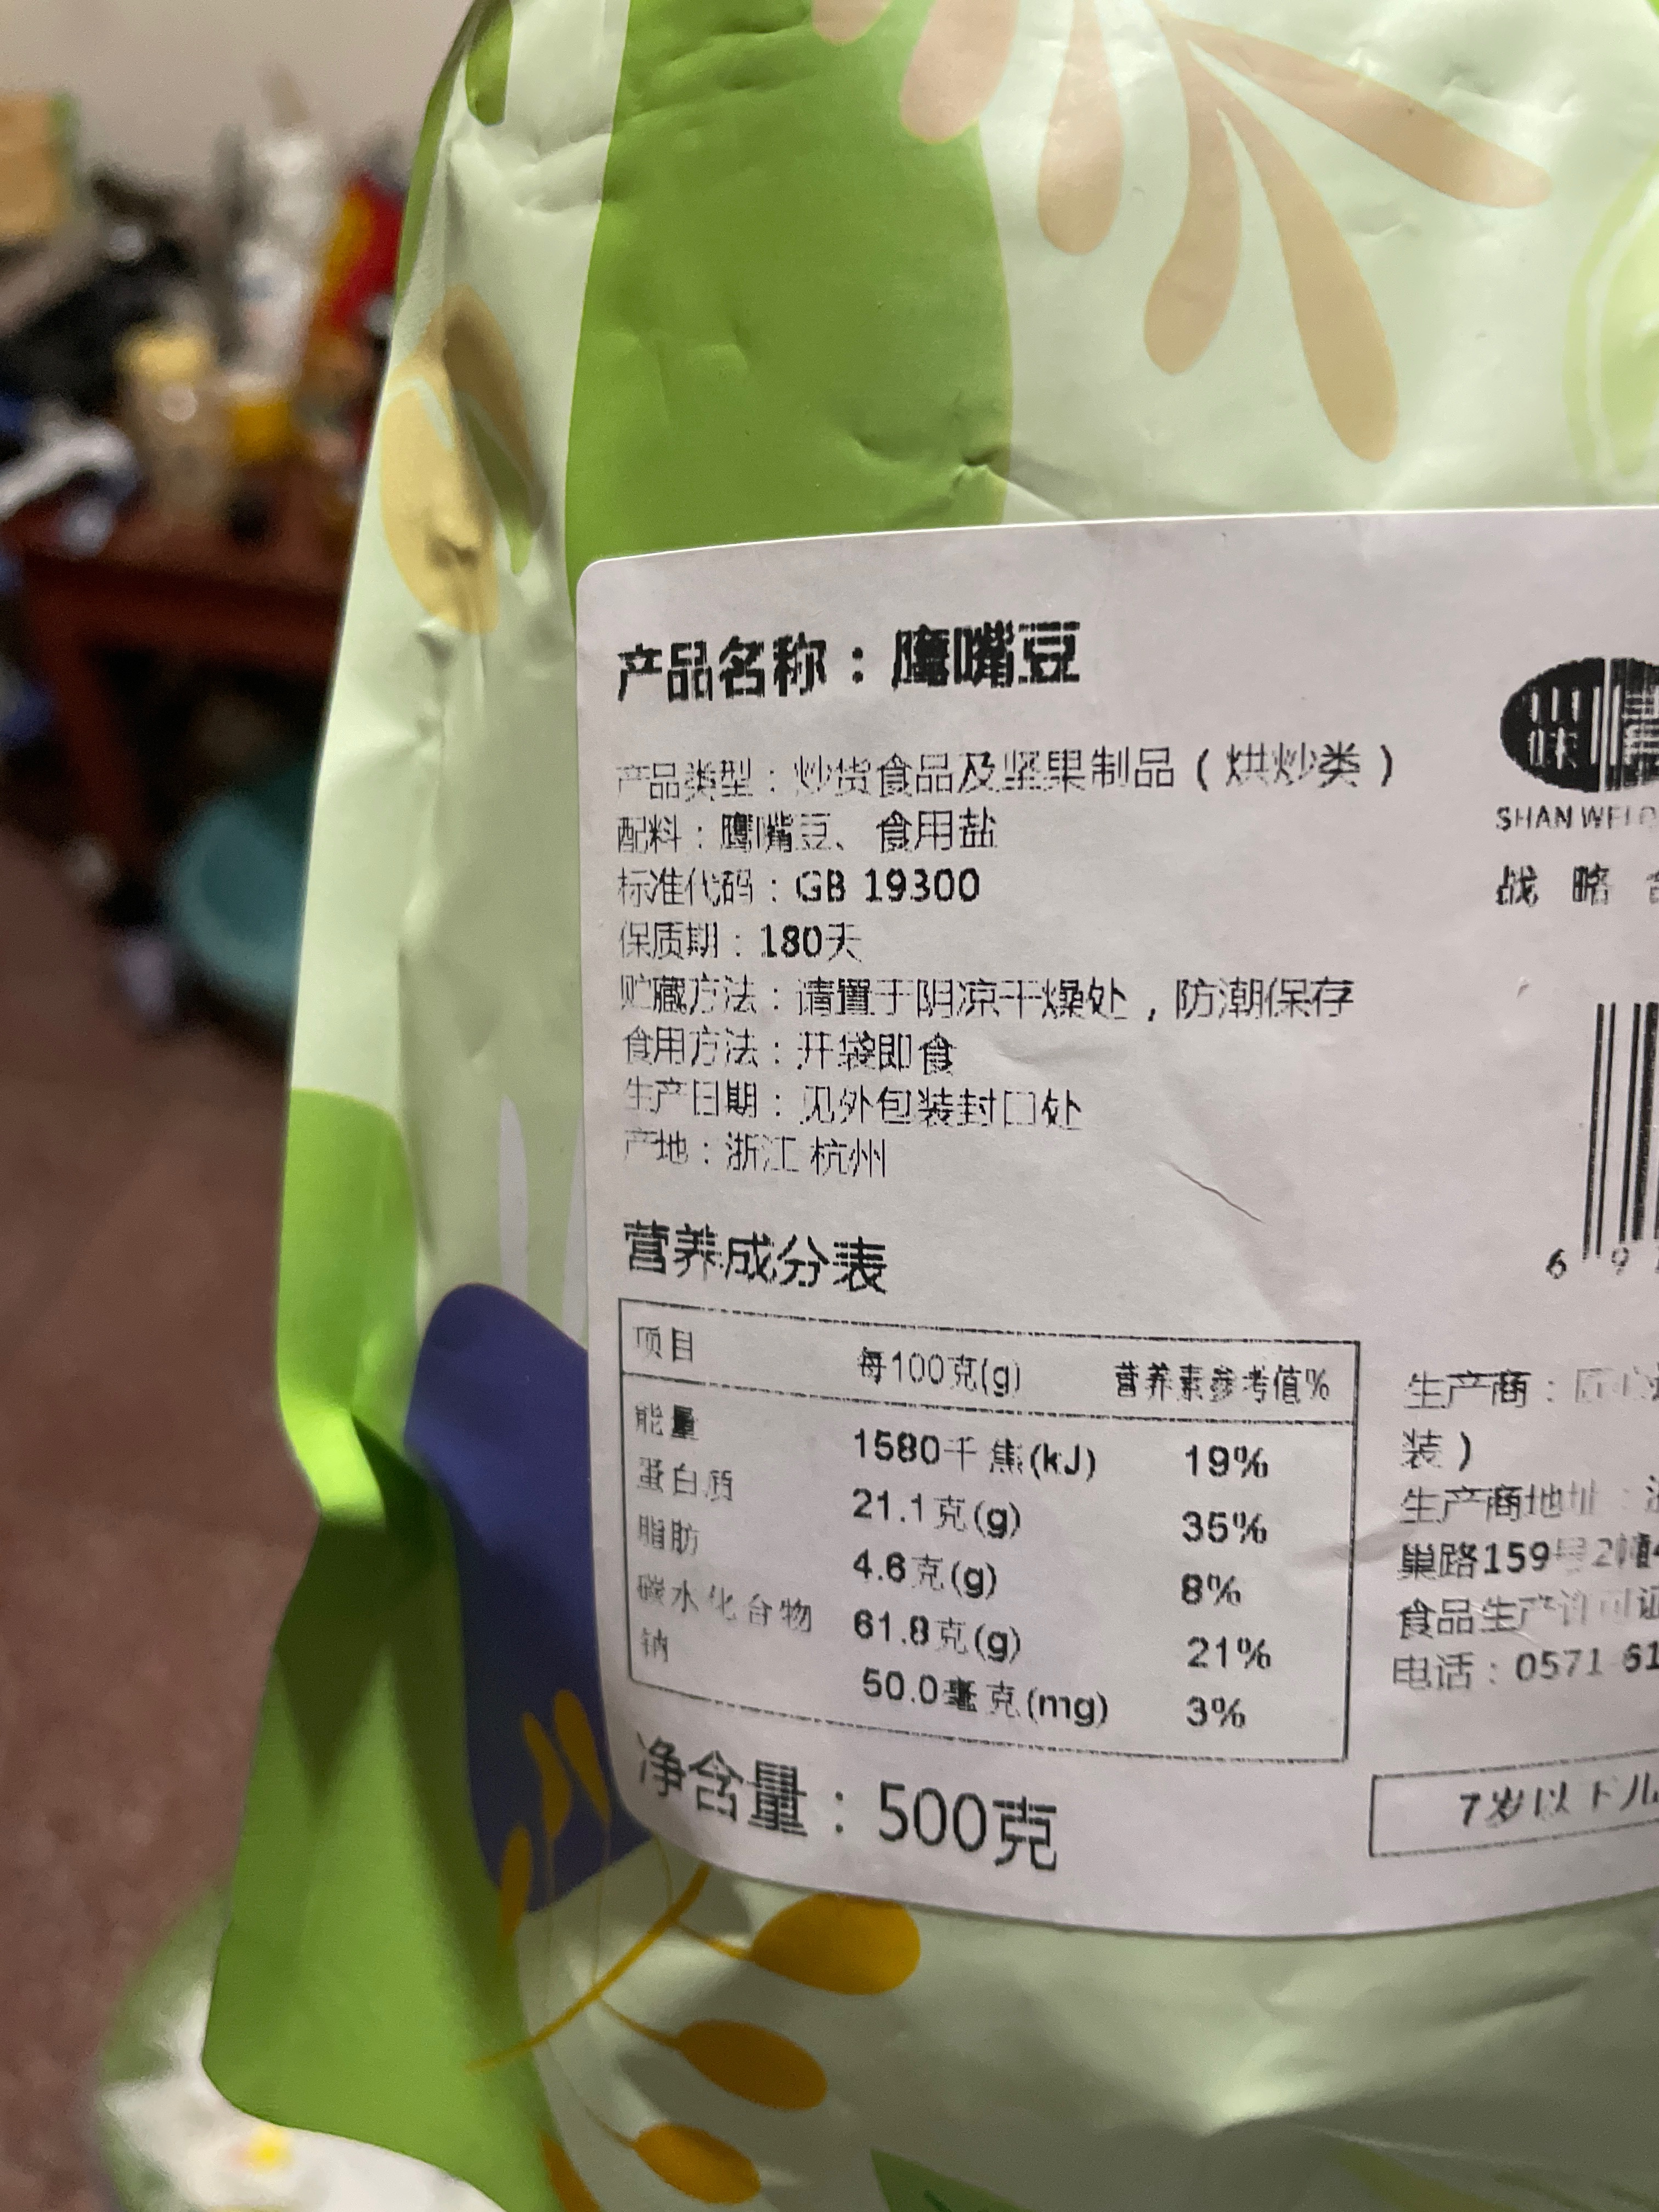 产品名称：鹰嘴豆
产品类型：炒货食品及坚果制品（烘炒类）
配料：鹰嘴豆、食用盐
标准代码：GB 19300
保质期：180天
贮藏方法：请置于阴凉干燥处，防潮保存
食用方法：开袋即食
生产日期：见外包装封口处
产地：浙江 杭州
味
SHAN WEI
战 略
6 9
营养成分表
项目 每100克(g) 营养素参考值%
能量 1580千焦(kJ) 19%
蛋白质 21.1克(g) 35%
脂肪 4.6克(g) 8%
碳水化合物 61.8克(g) 21%
钠 50.0毫克(mg) 3%
净含量：500克
生产商：
装）
生产商地址：
巢路159号2幢
食品生产许可证
电话：0571-61
7岁以下儿